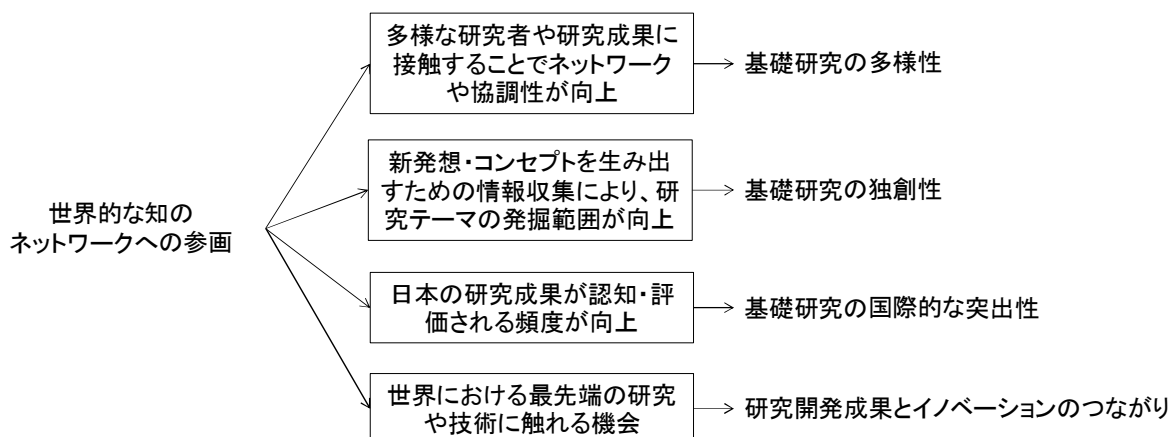 世界的な知の
ネットワークへの参画
多様な研究者や研究成果に
接触することでネットワーク
や協調性が向上
基礎研究の多様性
新発想・コンセプトを生み出
すための情報収集により、研
究テーマの発掘範囲が向上
基礎研究の独創性
日本の研究成果が認知・評
価される頻度が向上
基礎研究の国際的な突出性
世界における最先端の研究
や技術に触れる機会
研究開発成果とイノベーションのつながり